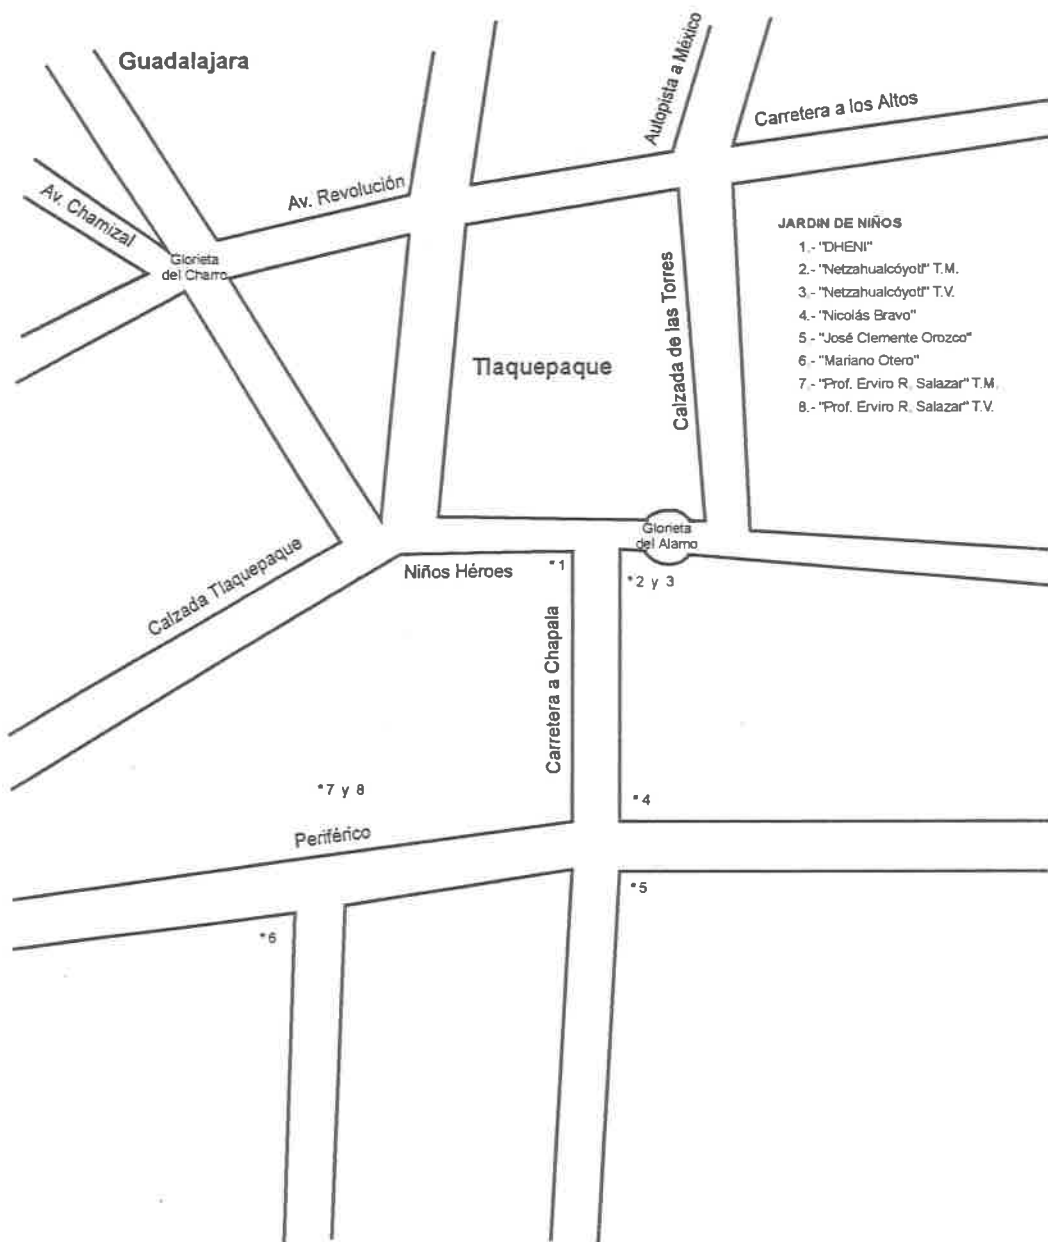 Guadalajara
Autopista a México
Carretera a los Altos
Av. Chamizal
Av. Revolución
Glorieta
del Charro
JARDIN DE NIÑOS
1.- "DHENI"
2.- "Netzahualcóyotl" T.M.
3.- "Netzahualcóyotl" T.V.
4.- "Nicolás Bravo"
5.- "José Clemente Orozco"
6.- "Mariano Otero"
7.- "Prof. Erviro R. Salazar" T.M.
8.- "Prof. Erviro R. Salazar" T.V.
Tlaquepaque
Calzada de las Torres
Glorieta
del Alamo
Calzada Tlaquepaque
Niños Héroes
*1
*2 y 3
Carretera a Chapala
*7 y 8
*4
Periférico
*5
*6